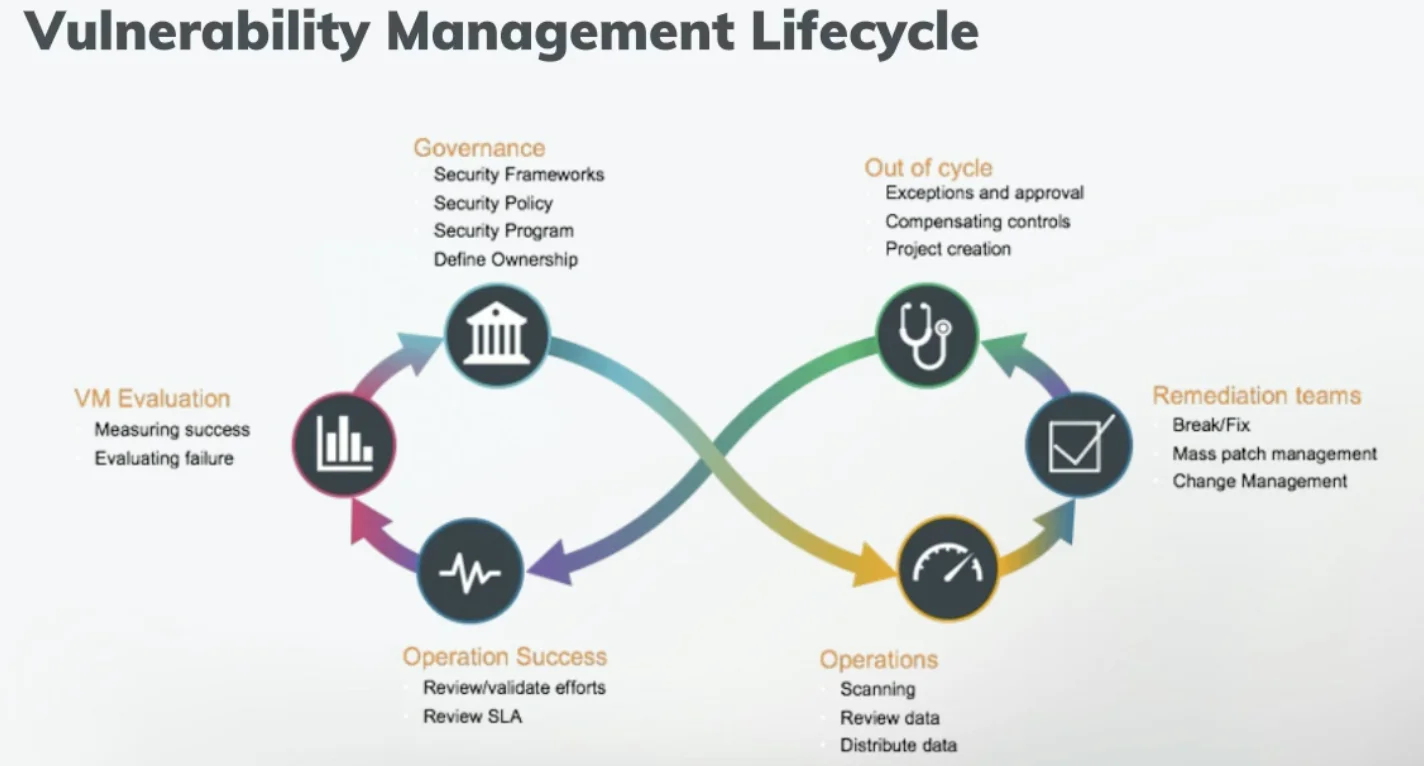 Vulnerability Management Lifecycle
Governance
Security Frameworks
Security Policy
Security Program
Define Ownership
Out of cycle
Exceptions and approval
Compensating controls
Project creation
VM Evaluation
Measuring success
Evaluating failure
Remediation teams
Break/Fix
Mass patch management
Change Management
Operation Success
Review/validate efforts
Review SLA
Operations
Scanning
Review data
Distribute data